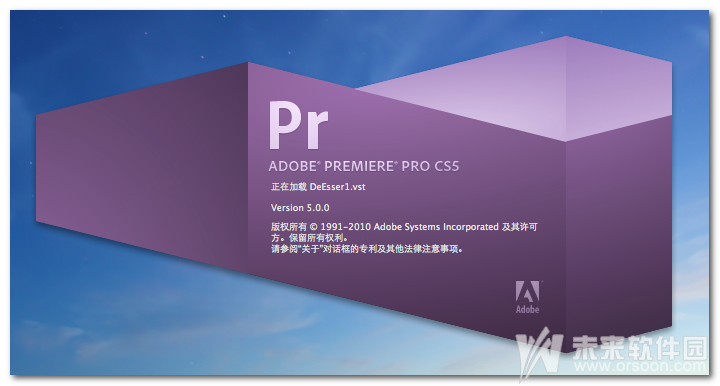 Pr
ADOBE® PREMIERE® PRO CS5
正在加载 DeEsser1.vst
Version 5.0.0
版权所有 © 1991-2010 Adobe Systems Incorporated 及其许可
方。保留所有权利。
请参阅“关于”对话框的专利及其他法律注意事项。
Adobe
未来软件园
www.orsoon.com